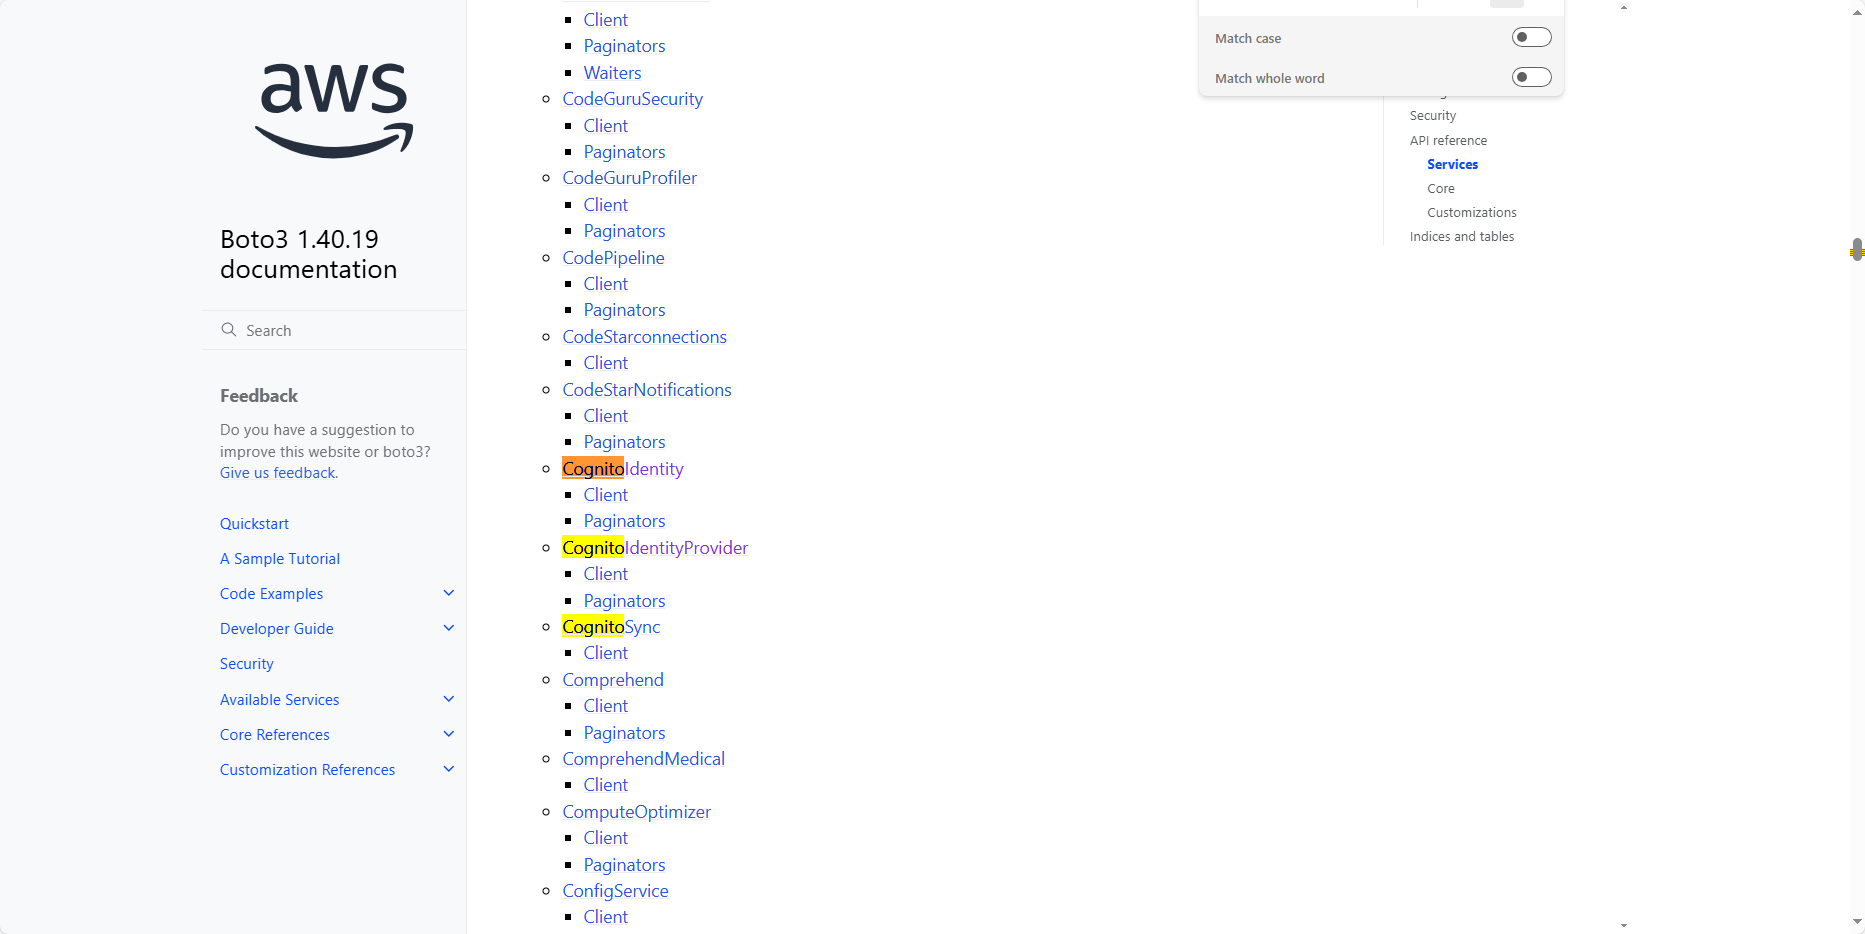 aws
Boto3 1.40.19
documentation
Search
Feedback
Do you have a suggestion to
improve this website or boto3?
Give us feedback.
Quickstart
A Sample Tutorial
Code Examples
Developer Guide
Security
Available Services
Core References
Customization References
Client
Paginators
Waiters
CodeGuruSecurity
Client
Paginators
CodeGuruProfiler
Client
Paginators
CodePipeline
Client
Paginators
CodeStarconnections
Client
CodeStarNotifications
Client
Paginators
CognitoIdentity
Client
Paginators
CognitoIdentityProvider
Client
Paginators
CognitoSync
Client
Comprehend
Client
Paginators
ComprehendMedical
Client
ComputeOptimizer
Client
Paginators
ConfigService
Client
Match case
Match whole word
Security
API reference
Services
Core
Customizations
Indices and tables